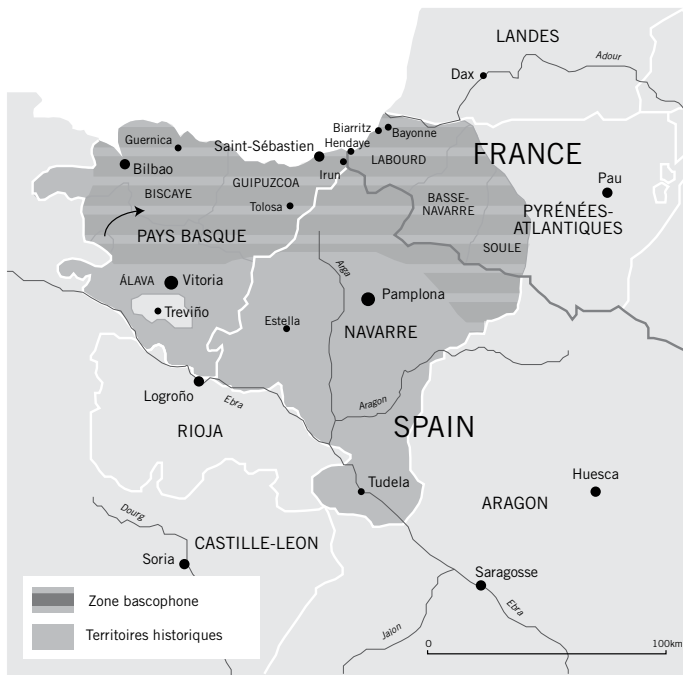 LANDES
Adour
Dax
Biarritz
Bayonne
Guernica
Saint-Sébastien
Hendaye
Bilbao
Irun
LABOURD
FRANCE
Pau
BISCAYE
GUIPUZCOA
Tolosa
BASSE-
NAVARRE
PYRÉNÉES-
ATLANTIQUES
PAYS BASQUE
SOULE
ÁLAVA
Vitoria
Arga
Pamplona
Treviño
Estella
NAVARRE
Logroño
Ebra
Aragon
RIOJA
SPAIN
Tudela
Huesca
ARAGON
Dourg
CASTILLE-LEON
Soria
Saragosse
Ebra
Jalon
Zone bascophone
Territoires historiques
0
100km